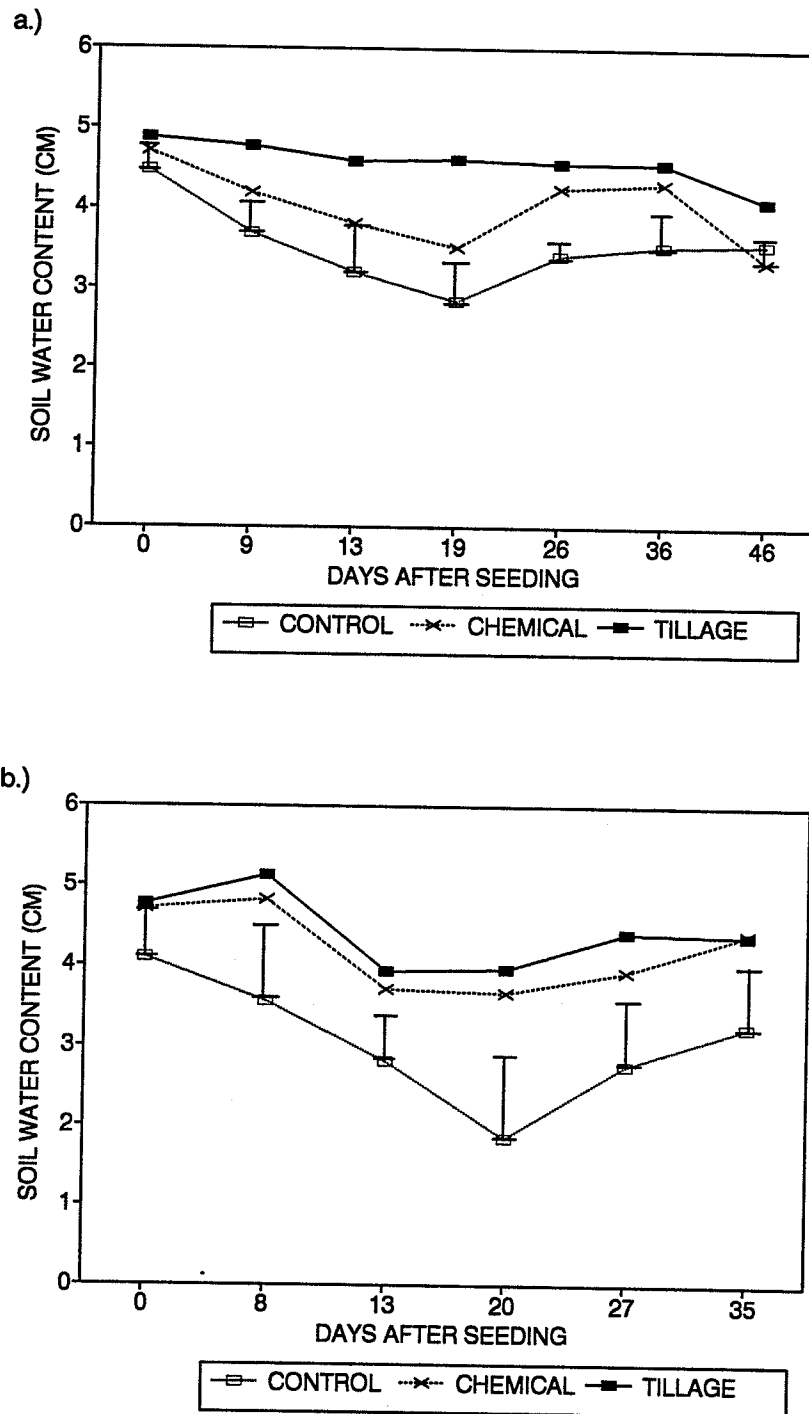 a.)
6
5
4
3
2
1
0
SOIL WATER CONTENT (CM)
0 9 13 19 26 36 46
DAYS AFTER SEEDING
CONTROL CHEMICAL TILLAGE
b.)
6
5
4
3
2
1
0
SOIL WATER CONTENT (CM)
0 8 13 20 27 35
DAYS AFTER SEEDING
CONTROL CHEMICAL TILLAGE